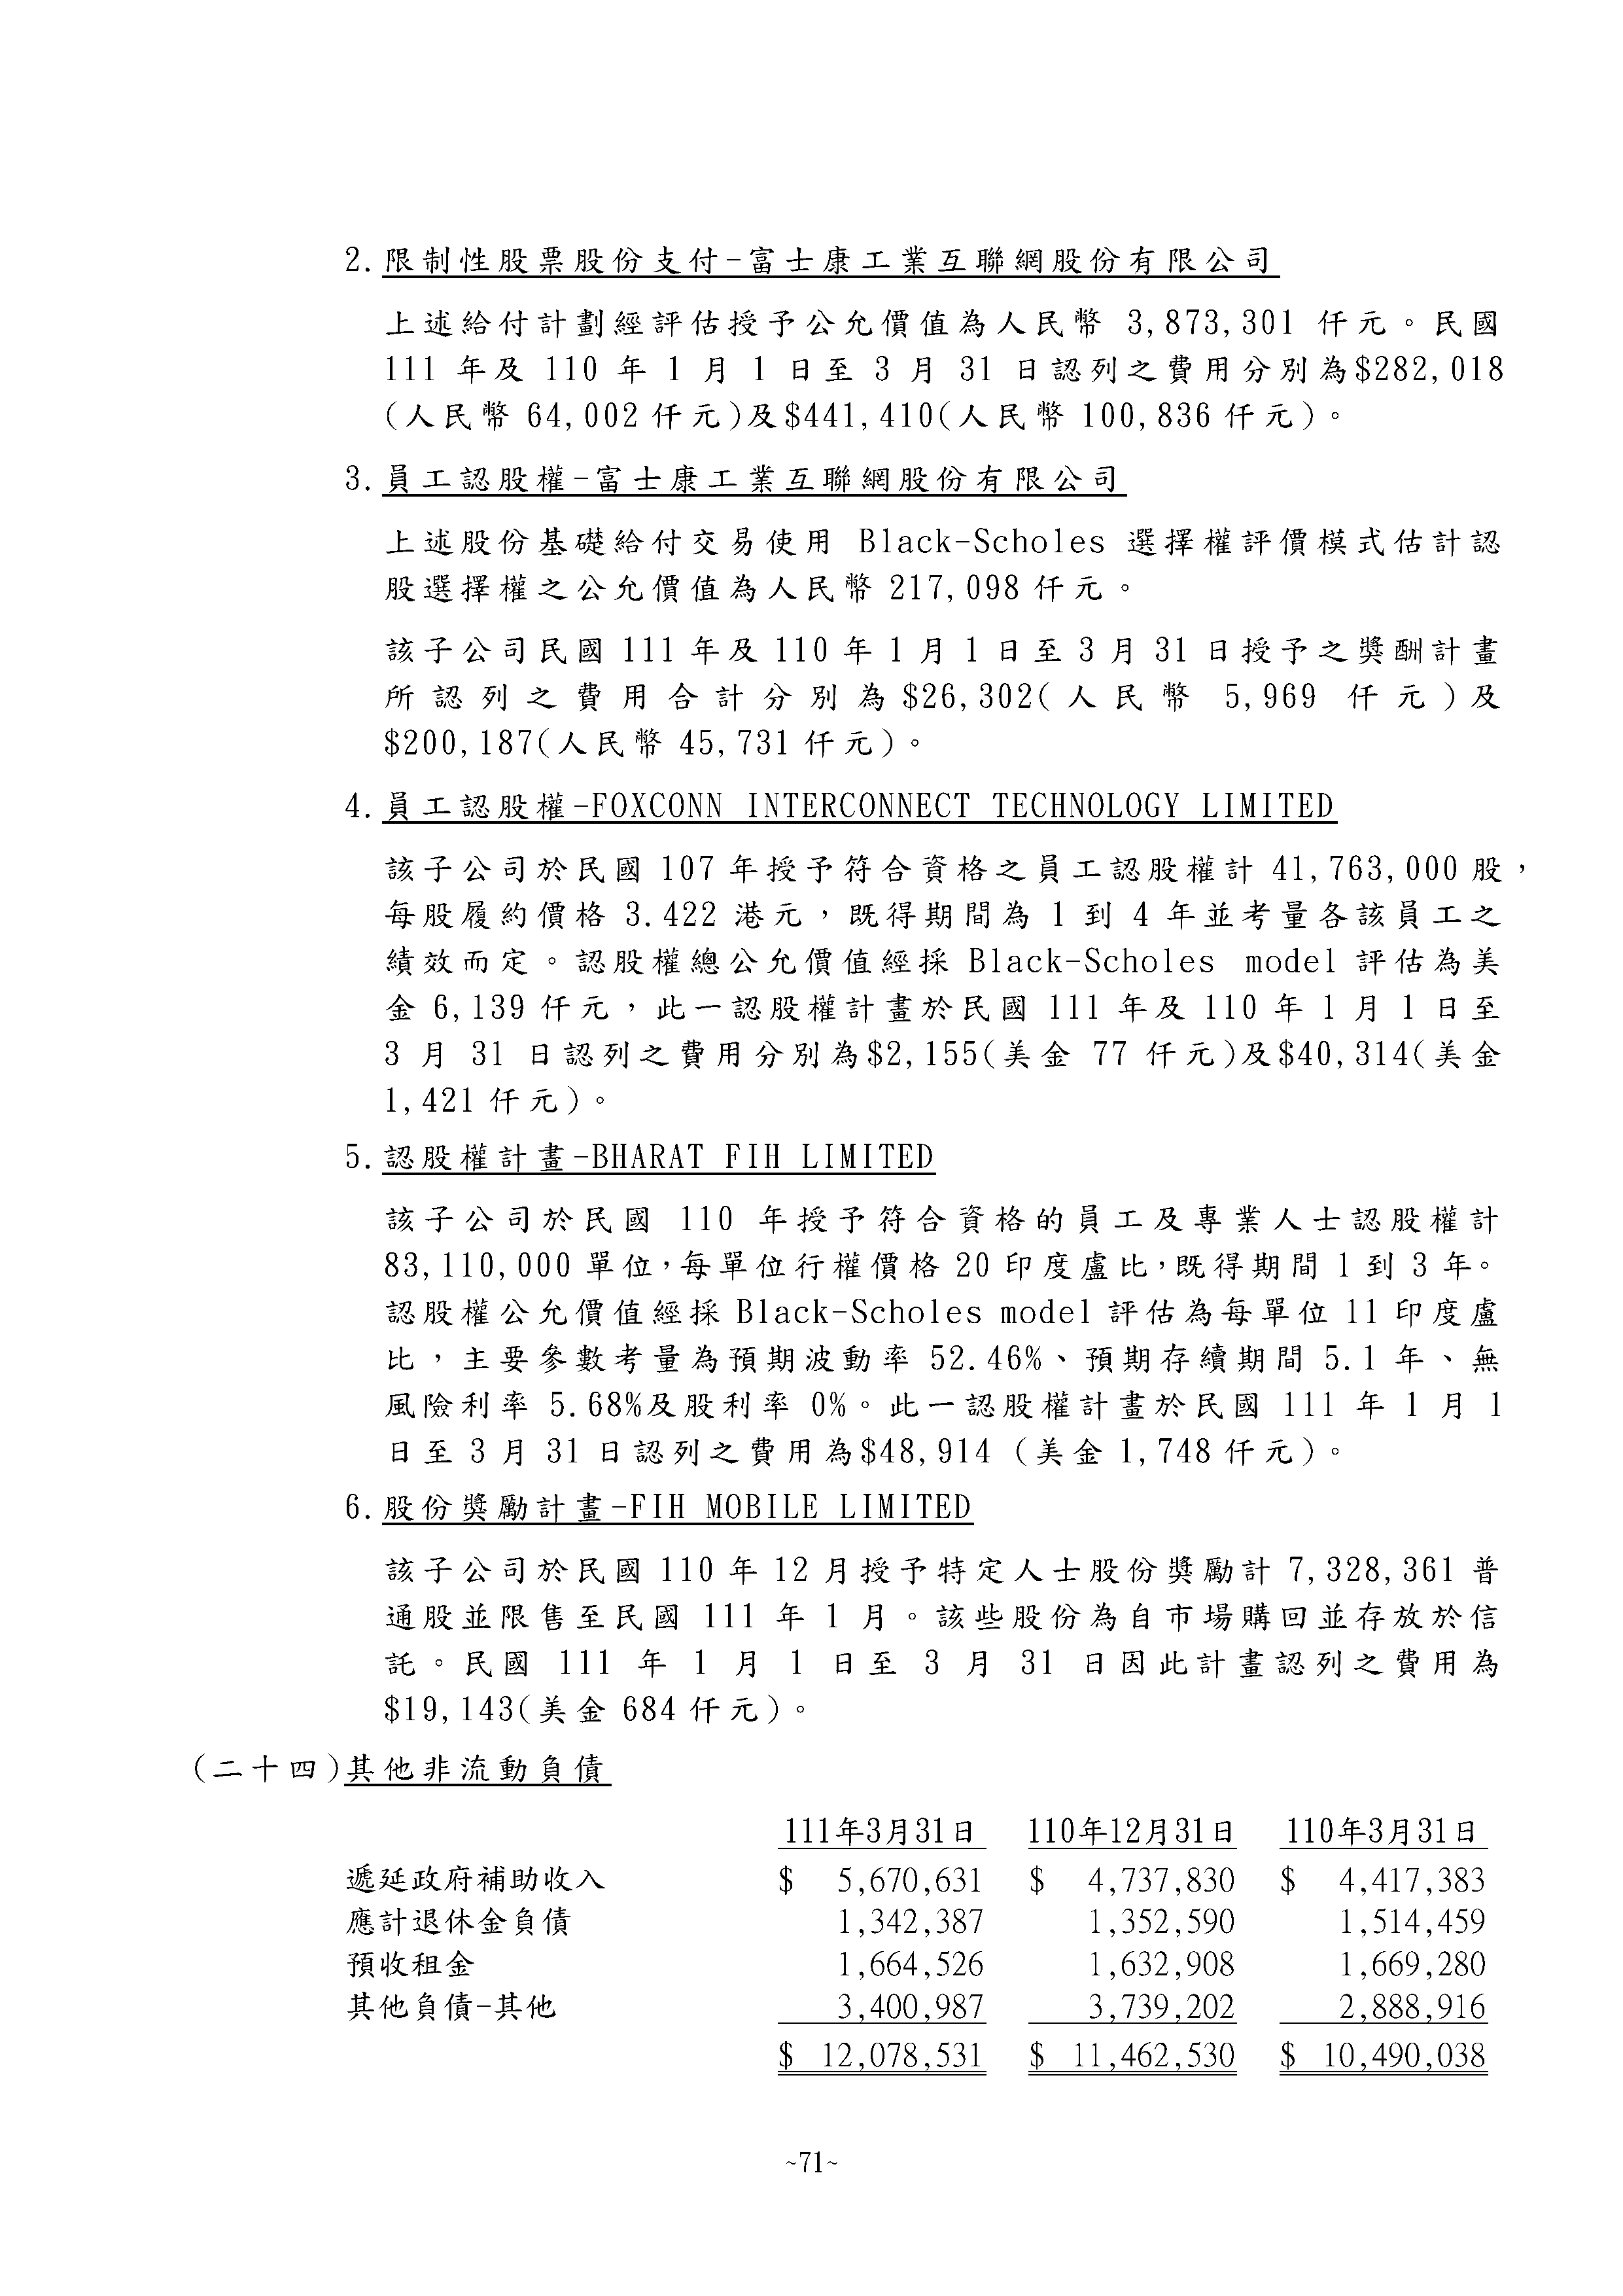 2.限制性股票股份支付-富士康工業互聯網股份有限公司
上述給付計劃經評估授予公允價值為人民幣 3,873,301 仟元。民國
111 年及 110 年 1 月 1 日至 3 月 31 日認列之費用分別為$282,018
(人民幣 64,002 仟元)及$441,410(人民幣 100,836 仟元)。
3.員工認股權-富士康工業互聯網股份有限公司
上述股份基礎給付交易使用 Black-Scholes 選擇權評價模式估計認
股選擇權之公允價值為人民幣 217,098 仟元。
該子公司民國 111 年及 110 年 1 月 1 日至 3 月 31 日授予之獎酬計畫
所認列之費用合計分別為$26,302(人民幣 5,969 仟元)及
$200,187(人民幣 45,731 仟元)。
4.員工認股權-FOXCONN INTERCONNECT TECHNOLOGY LIMITED
該子公司於民國 107 年授予符合資格之員工認股權計 41,763,000 股，
每股履約價格 3.422 港元，既得期間為 1 到 4 年並考量各該員工之
績效而定。認股權總公允價值經採 Black-Scholes model 評估為美
金 6,139 仟元，此一認股權計畫於民國 111 年及 110 年 1 月 1 日至
3 月 31 日認列之費用分別為$2,155(美金 77 仟元)及$40,314(美金
1,421 仟元)。
5.認股權計畫-BHARAT FIH LIMITED
該子公司於民國 110 年授予符合資格的員工及專業人士認股權計
83,110,000 單位，每單位行權價格 20 印度盧比，既得期間 1 到 3 年。
認股權公允價值經採 Black-Scholes model 評估為每單位 11 印度盧
比，主要參數考量為預期波動率 52.46%、預期存續期間 5.1 年、無
風險利率 5.68%及股利率 0%。此一認股權計畫於民國 111 年 1 月 1
日至 3 月 31 日認列之費用為$48,914 (美金 1,748 仟元)。
6.股份獎勵計畫-FIH MOBILE LIMITED
該子公司於民國 110 年 12 月授予特定人士股份獎勵計 7,328,361 普
通股並限售至民國 111 年 1 月。該些股份為自市場購回並存放於信
託。民國 111 年 1 月 1 日至 3 月 31 日因此計畫認列之費用為
$19,143(美金 684 仟元)。
(二十四)其他非流動負債
111年3月31日 110年12月31日 110年3月31日
遞延政府補助收入 $ 5,670,631 $ 4,737,830 $ 4,417,383
應計退休金負債 1,342,387 1,352,590 1,514,459
預收租金 1,664,526 1,632,908 1,669,280
其他負債-其他 3,400,987 3,739,202 2,888,916
$ 12,078,531 $ 11,462,530 $ 10,490,038
~71~